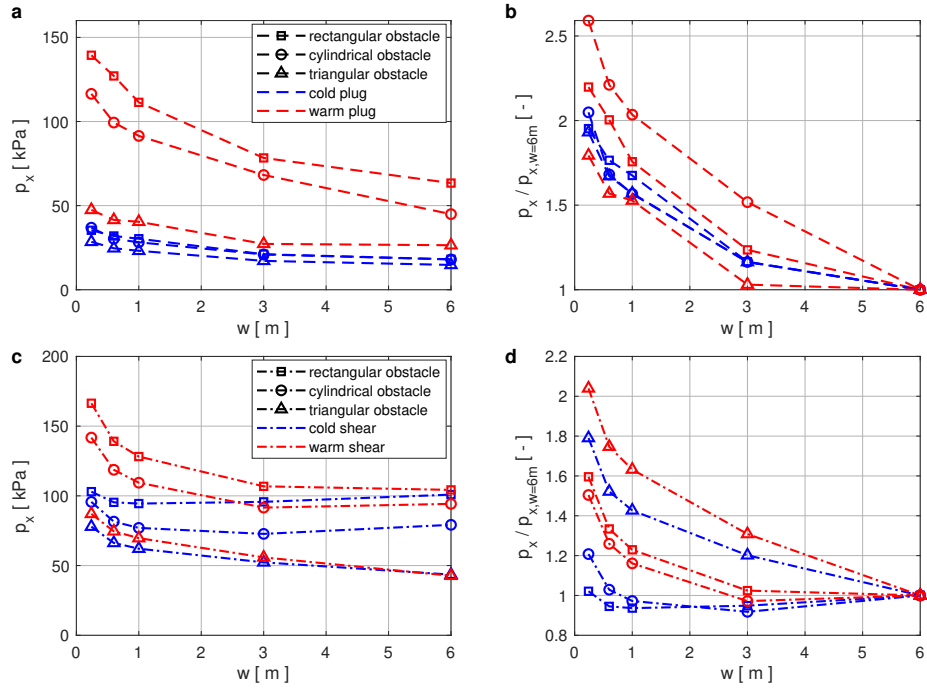 a
150
100
50
0
p_x [ kPa ]
0 1 2 3 4 5 6
w [ m ]
rectangular obstacle
cylindrical obstacle
triangular obstacle
cold plug
warm plug
b
2.5
2
1.5
1
p_x / p_x,w=6m [ - ]
0 1 2 3 4 5 6
w [ m ]
c
200
150
100
50
0
p_x [ kPa ]
0 1 2 3 4 5 6
w [ m ]
rectangular obstacle
cylindrical obstacle
triangular obstacle
cold shear
warm shear
d
2.2
2
1.8
1.6
1.4
1.2
1
0.8
p_x / p_x,w=6m [ - ]
0 1 2 3 4 5 6
w [ m ]